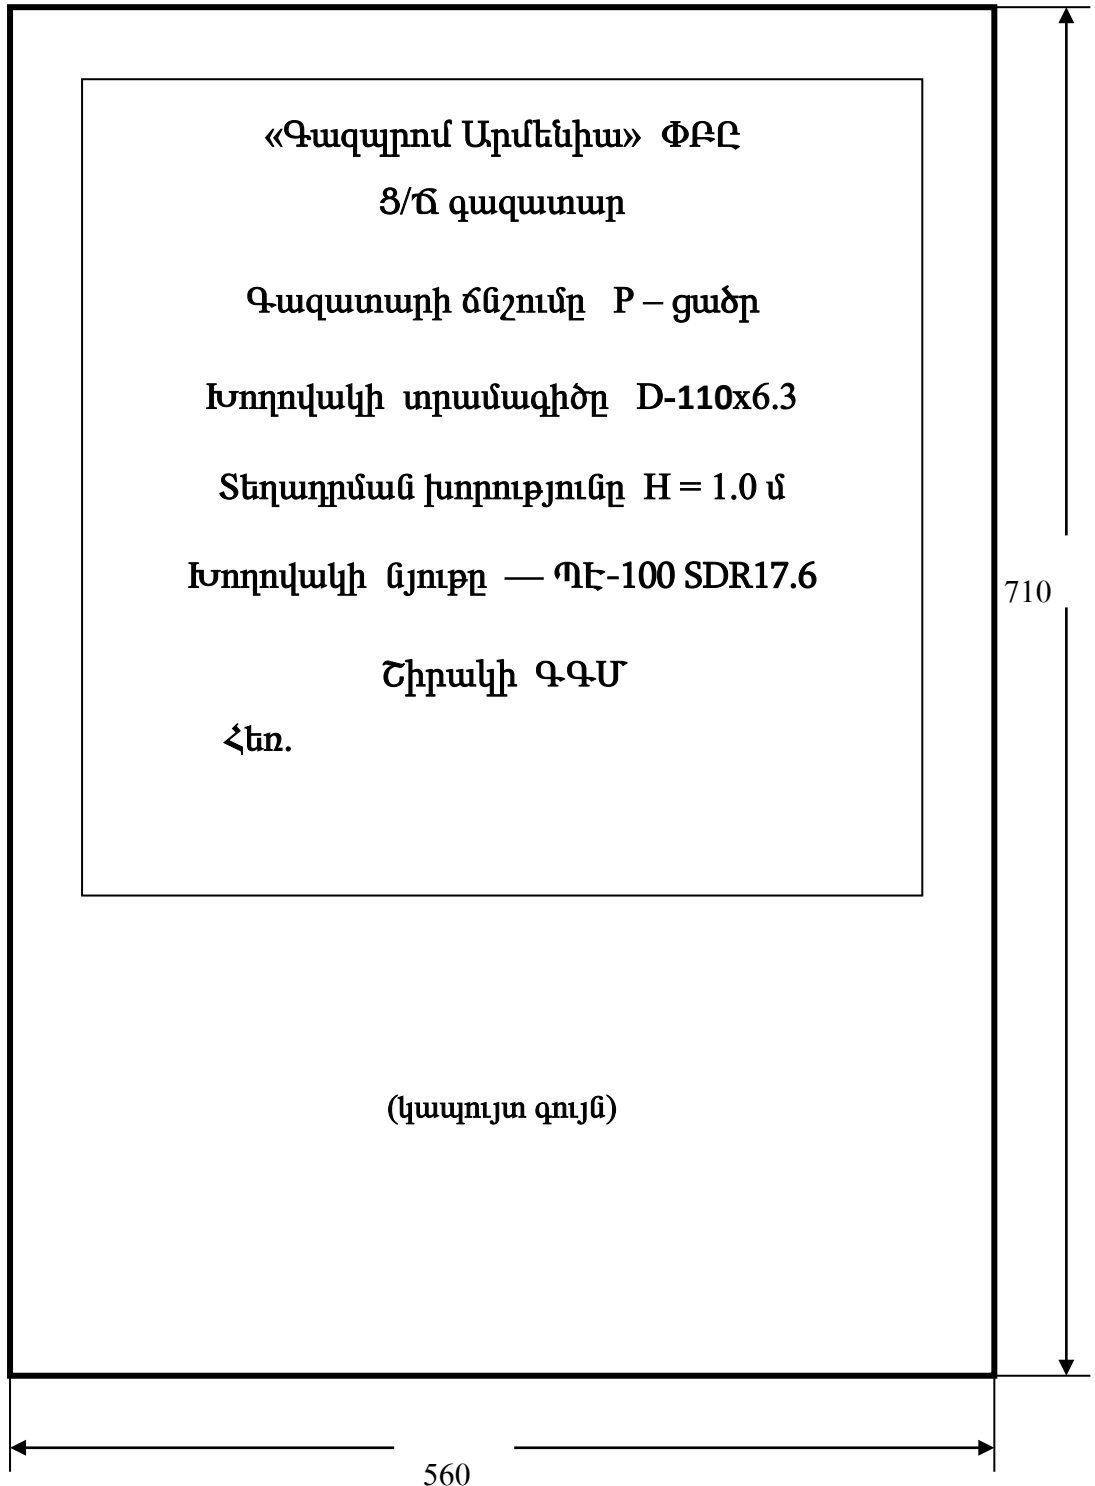 «Գազպրոմ Արմենիա» ՓԲԸ
Ց/Ճ գազատար
Գազատարի ճնշումը P – ցածր
Խողովակի տրամագիծը D-110x6.3
Տեղադրման խորությունը H = 1.0 մ
Խողովակի նյութը — ՊԷ-100 SDR17.6
710
Շիրակի ԳԳՄ
Հեռ.
(կապույտ գույն)
560